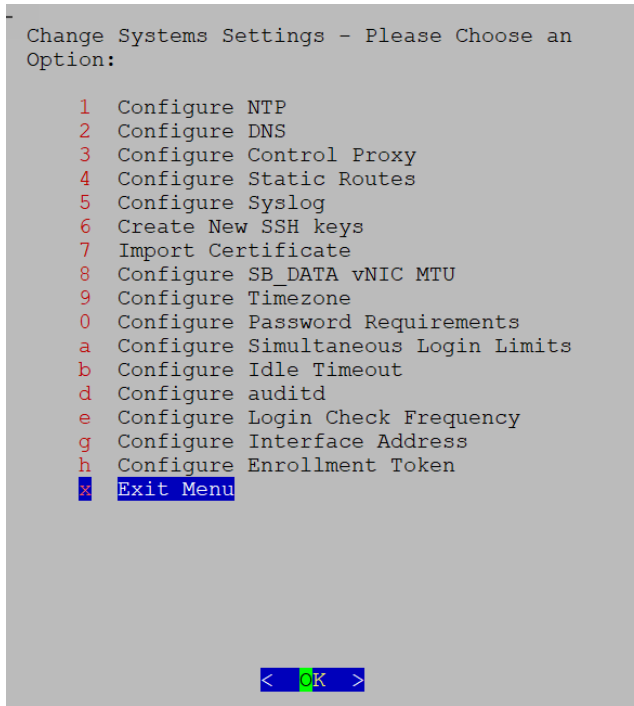 Change Systems Settings - Please Choose an
Option:
1 Configure NTP
2 Configure DNS
3 Configure Control Proxy
4 Configure Static Routes
5 Configure Syslog
6 Create New SSH keys
7 Import Certificate
8 Configure SB_DATA vNIC MTU
9 Configure Timezone
0 Configure Password Requirements
a Configure Simultaneous Login Limits
b Configure Idle Timeout
d Configure auditd
e Configure Login Check Frequency
g Configure Interface Address
h Configure Enrollment Token
x Exit Menu
< OK >